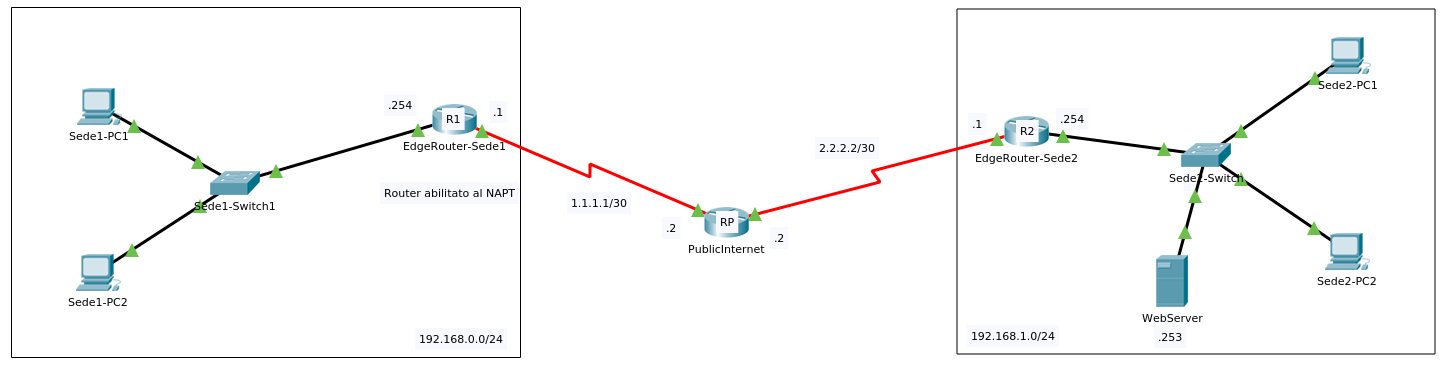 .254
R1
.1
EdgeRouter-Sede1
Sede1-PC1
Sede1-Switch1
Router abilitato al NAPT
Sede1-PC2
192.168.0.0/24
1.1.1.1/30
.2
RP
.2
PublicInternet
2.2.2.2/30
.1
R2
.254
EdgeRouter-Sede2
Sede2-PC1
Sede2-Switch
Sede2-PC2
WebServer
.253
192.168.1.0/24